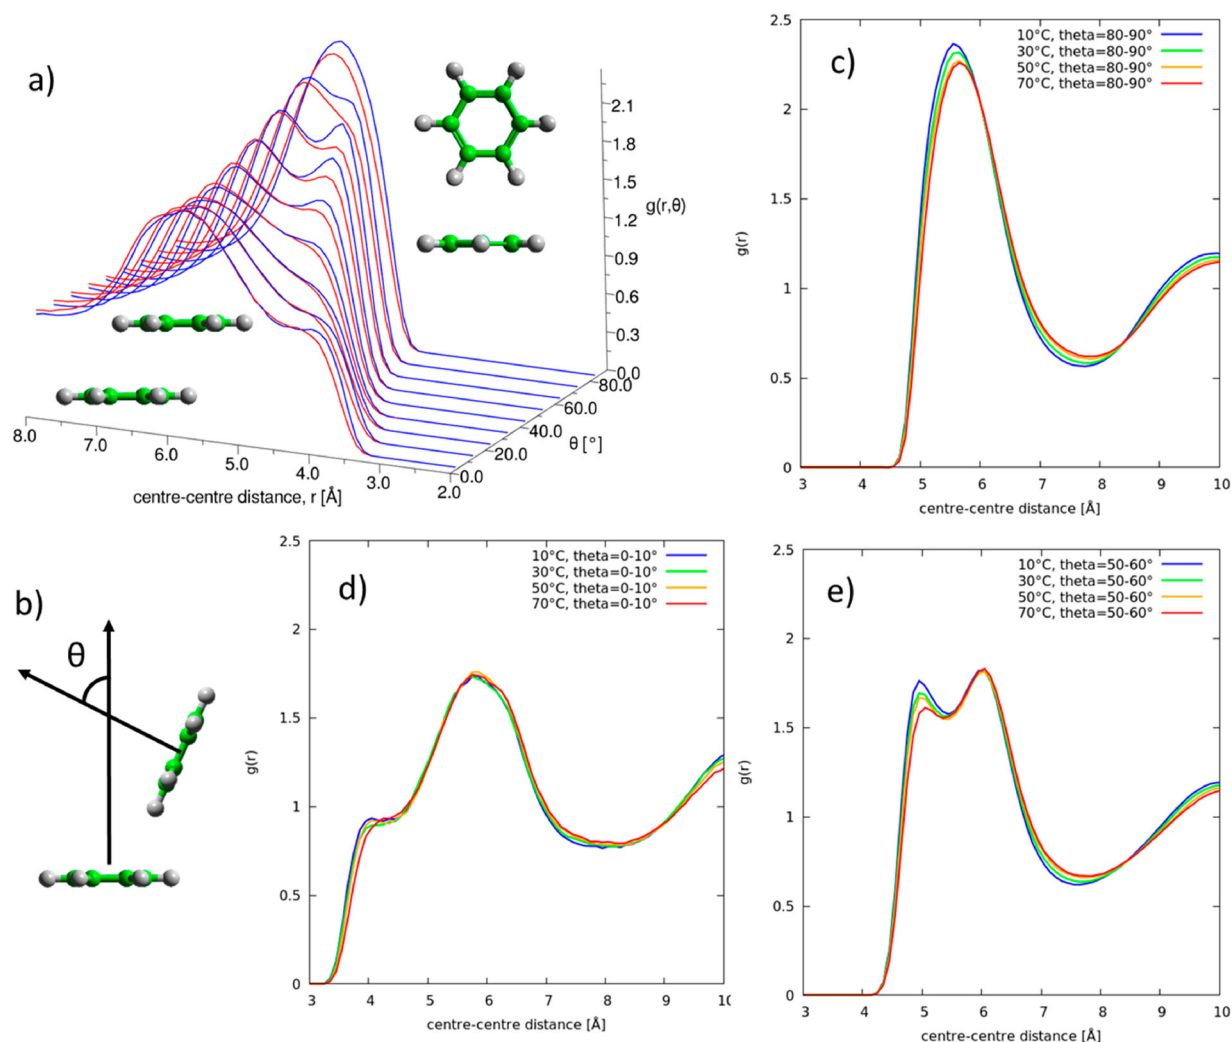 a)
2.1
1.8
1.5
1.2
0.9
0.6
0.3
0.0
g(r,θ)
80.0
60.0
40.0
20.0
0.0
θ [°]
8.0
7.0
6.0
5.0
4.0
3.0
2.0
centre-centre distance, r [Å]
c)
10°C, theta=80-90°
30°C, theta=80-90°
50°C, theta=80-90°
70°C, theta=80-90°
2.5
2
1.5
1
0.5
0
g(r)
3 4 5 6 7 8 9 10
centre-centre distance [Å]
b)
θ
d)
10°C, theta=0-10°
30°C, theta=0-10°
50°C, theta=0-10°
70°C, theta=0-10°
2.5
2
1.5
1
0.5
0
g(r)
3 4 5 6 7 8 9 10
centre-centre distance [Å]
e)
10°C, theta=50-60°
30°C, theta=50-60°
50°C, theta=50-60°
70°C, theta=50-60°
2.5
2
1.5
1
0.5
0
g(r)
3 4 5 6 7 8 9 10
centre-centre distance [Å]